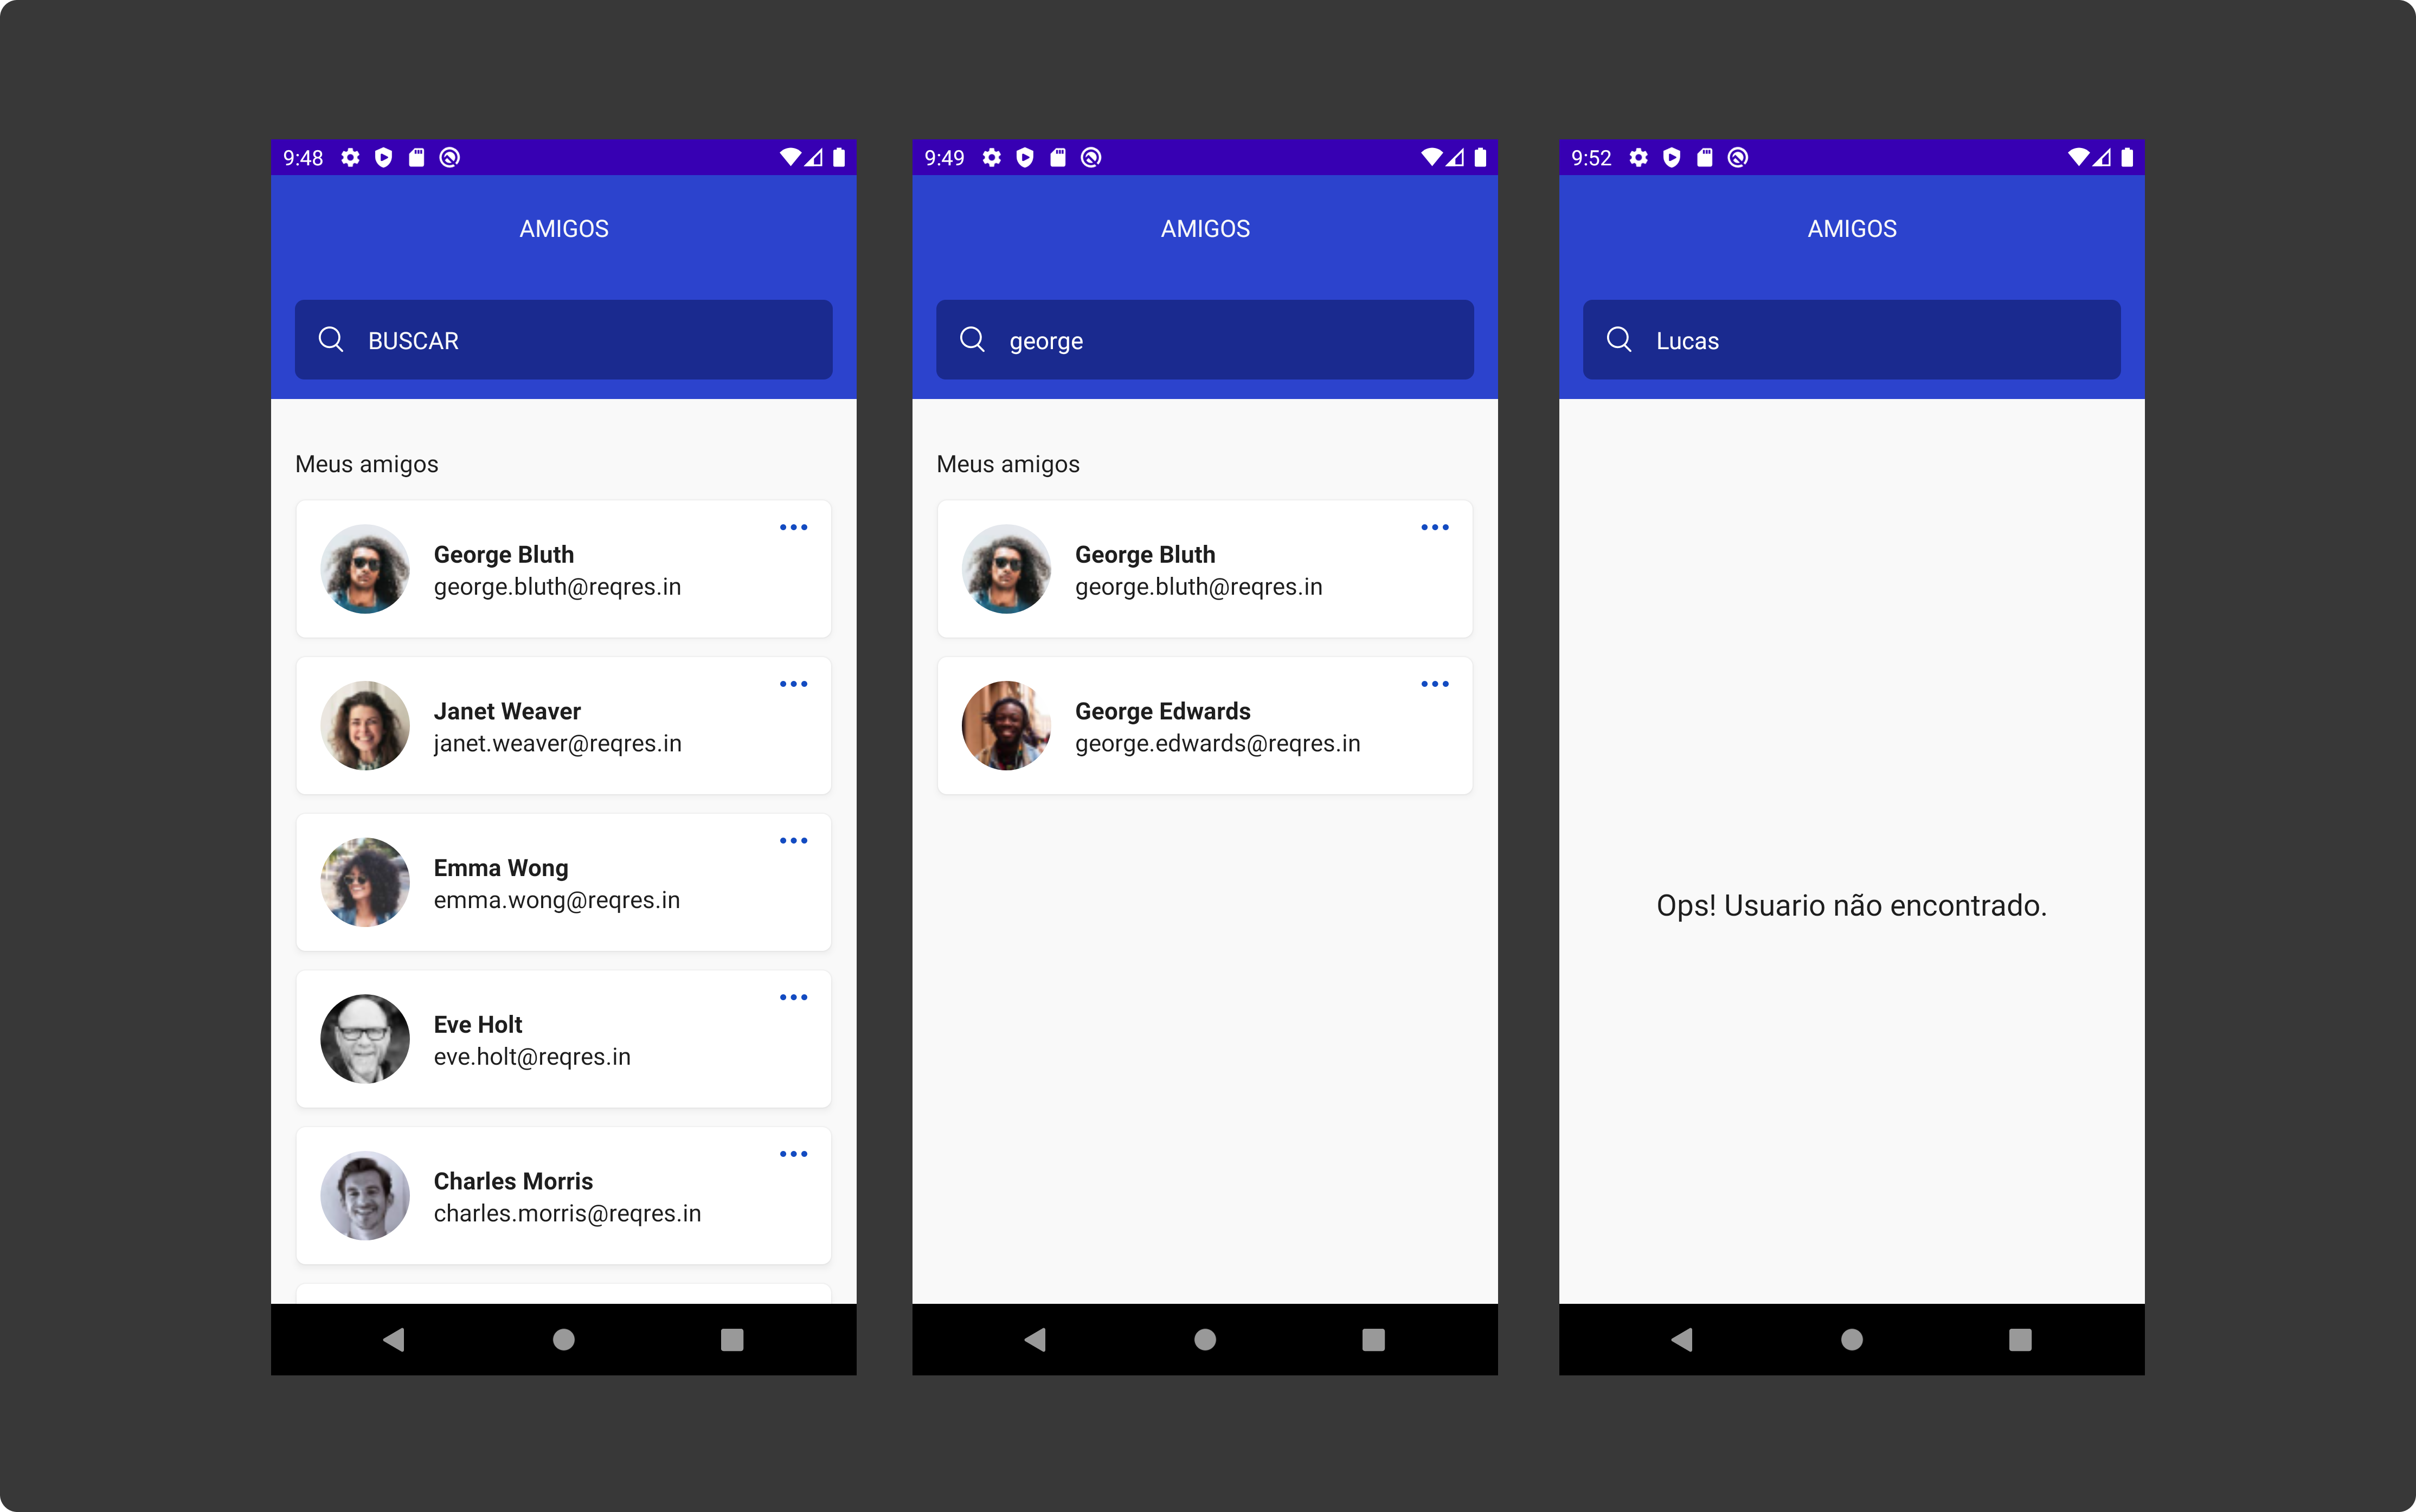 9:48
AMIGOS
BUSCAR
Meus amigos
George Bluth
george.bluth@reqres.in
Janet Weaver
janet.weaver@reqres.in
Emma Wong
emma.wong@reqres.in
Eve Holt
eve.holt@reqres.in
Charles Morris
charles.morris@reqres.in
9:49
AMIGOS
george
Meus amigos
George Bluth
george.bluth@reqres.in
George Edwards
george.edwards@reqres.in
9:52
AMIGOS
Lucas
Ops! Usuario não encontrado.